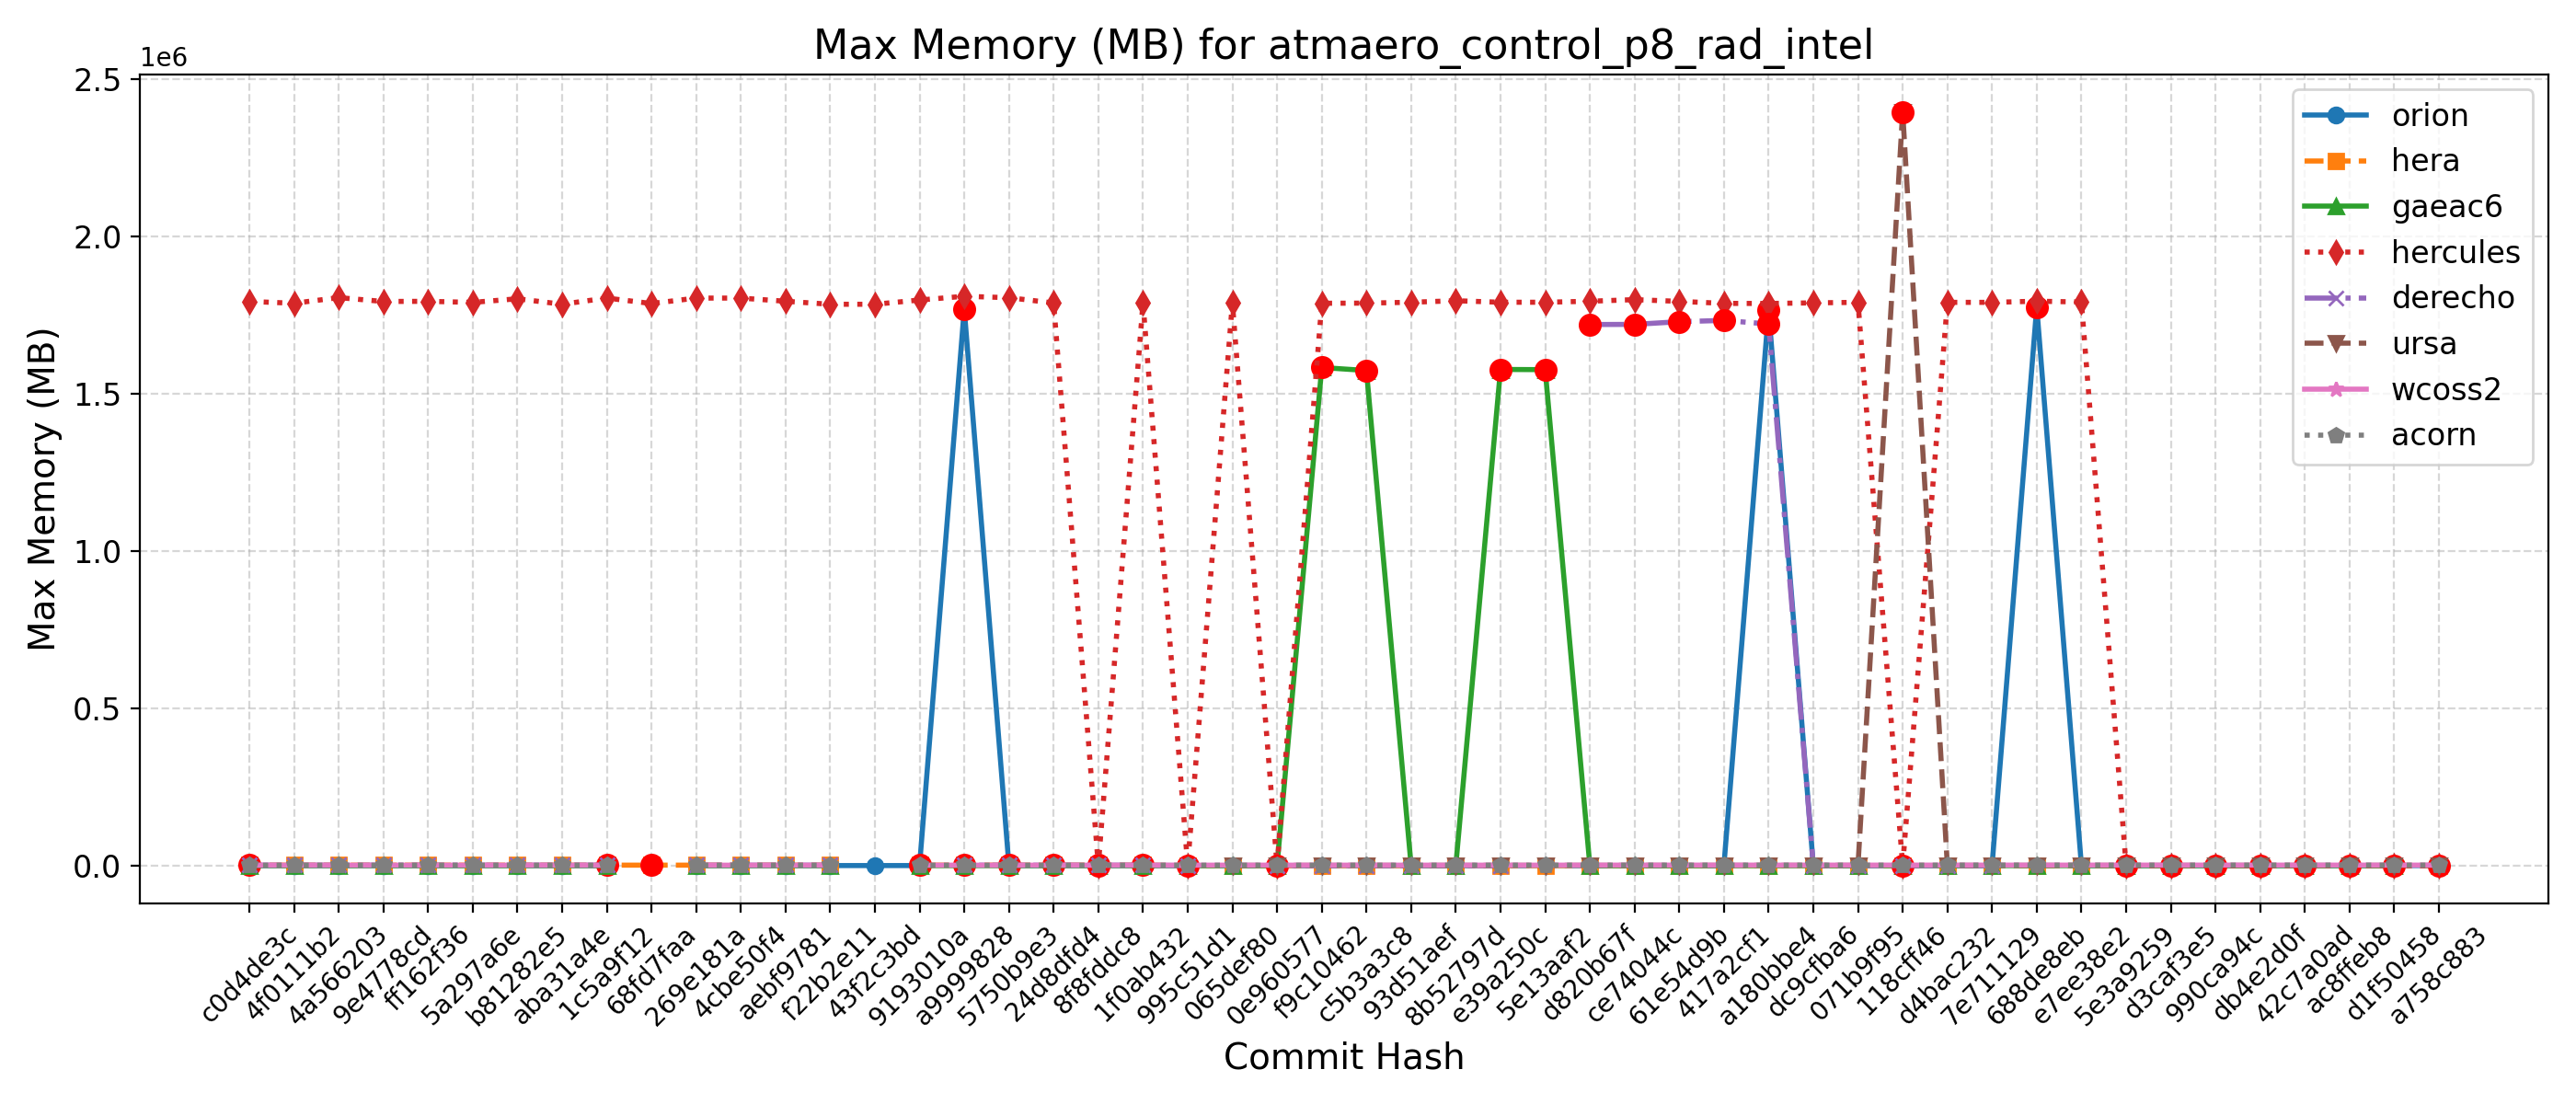 Max Memory (MB) for atmaero_control_p8_rad_intel
1e6
2.5
2.0
1.5
1.0
0.5
0.0
Max Memory (MB)
orion
hera
gaeac6
hercules
derecho
ursa
wcoss2
acorn
c0d4de3c
4f0111b2
4a566203
9e4778cd
ff162f36
5a297a6e
b81282e5
aba31a4e
1c5a9f12
68fd7faa
269e181a
4cbe50f4
aebf9781
f22b2e11
43f2c3bd
9193010a
a9999828
5750b9e3
24d8dfd4
8f8fddc8
1f0ab432
995c51d1
065def80
0e960577
f9c10462
c5b3a3c8
93d51aef
8b52797d
e39a250c
5e13aaf2
d820b67f
ce74044c
61e54d9b
417a2cf1
a180bbe4
dc9cfba6
071b9f95
118cff46
d4bac232
7e711129
688de8eb
e7ee38e2
5e3a9259
d3caf3e5
990ca94c
db4e2d0f
42c7a0ad
ac8ffeb8
d1f50458
a758c883
Commit Hash